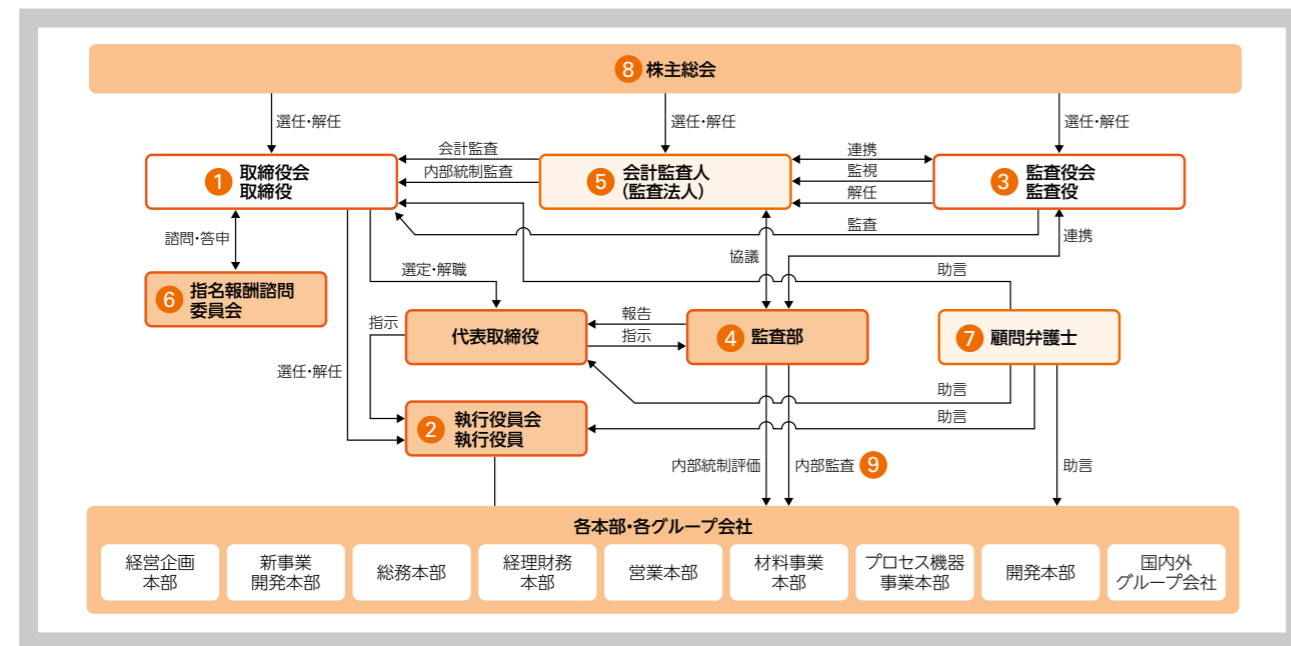 8 株主総会
選任・解任
選任・解任
選任・解任
1 取締役会
取締役
会計監査
内部統制監査
5 会計監査人
(監査法人)
連携
監視
解任
3 監査役会
監査役
監査
諮問・答申
協議
連携
選定・解職
助言
6 指名報酬諮問
委員会
指示
代表取締役
報告
指示
4 監査部
7 顧問弁護士
選任・解任
助言
2 執行役員会
執行役員
助言
内部統制評価
内部監査 9
助言
各本部・各グループ会社
経営企画
本部
新事業
開発本部
総務本部
経理財務
本部
営業本部
材料事業
本部
プロセス機器
事業本部
開発本部
国内外
グループ会社